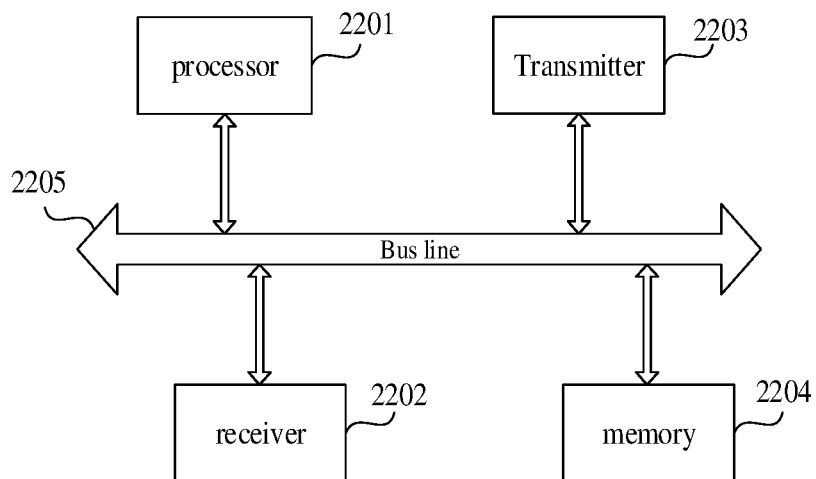 2201
processor
2203
Transmitter
2205
Bus line
2202
receiver
2204
memory